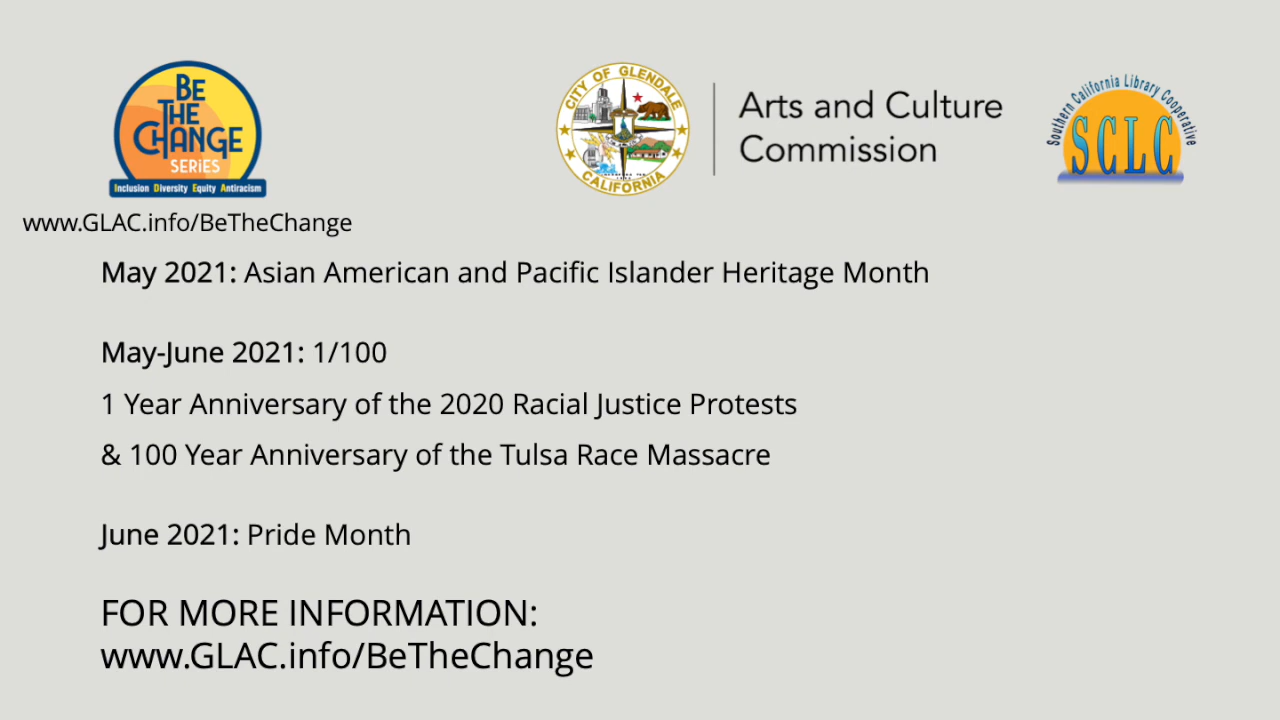 BE
THE
CHANGE
SERIES
Inclusion Diversity Equity Antiracism
www.GLAC.info/BeTheChange
CITY OF GLENDALE
CALIFORNIA
Arts and Culture
Commission
Southern California Library Cooperative
SCLC
May 2021: Asian American and Pacific Islander Heritage Month
May-June 2021: 1/100
1 Year Anniversary of the 2020 Racial Justice Protests
& 100 Year Anniversary of the Tulsa Race Massacre
June 2021: Pride Month
FOR MORE INFORMATION:
www.GLAC.info/BeTheChange